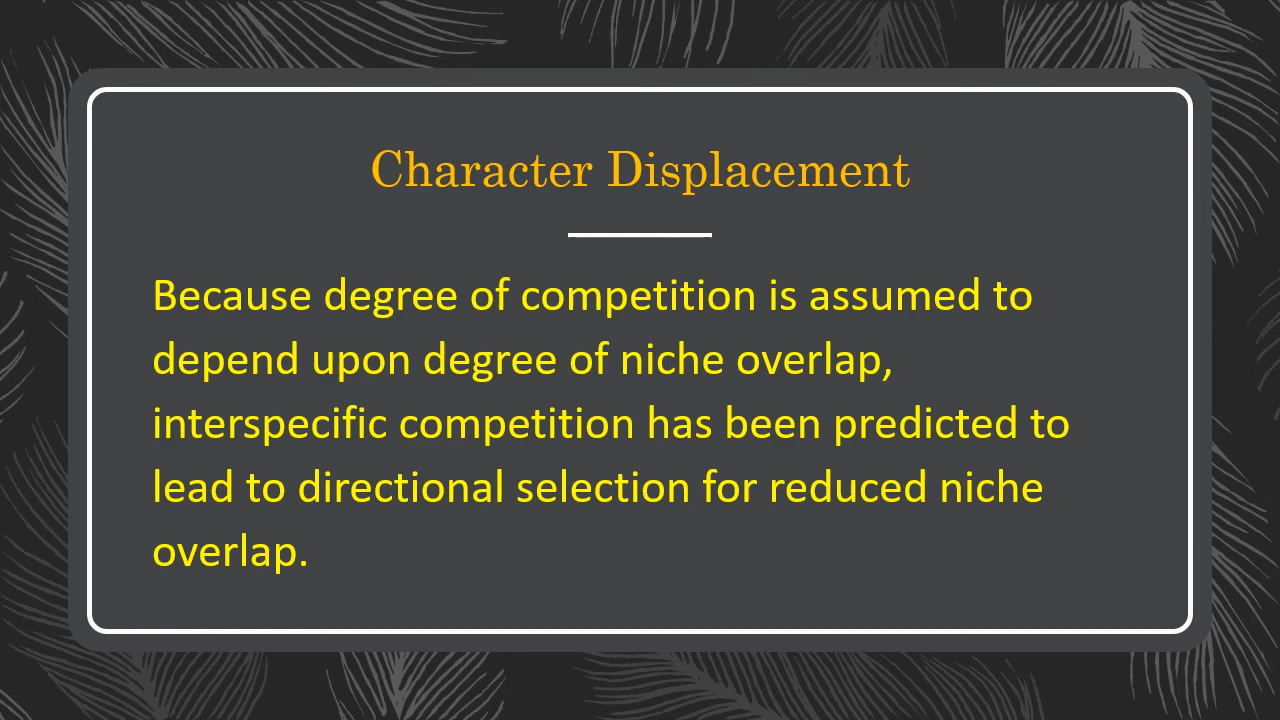 Character Displacement
Because degree of competition is assumed to
depend upon degree of niche overlap,
interspecific competition has been predicted to
lead to directional selection for reduced niche
overlap.